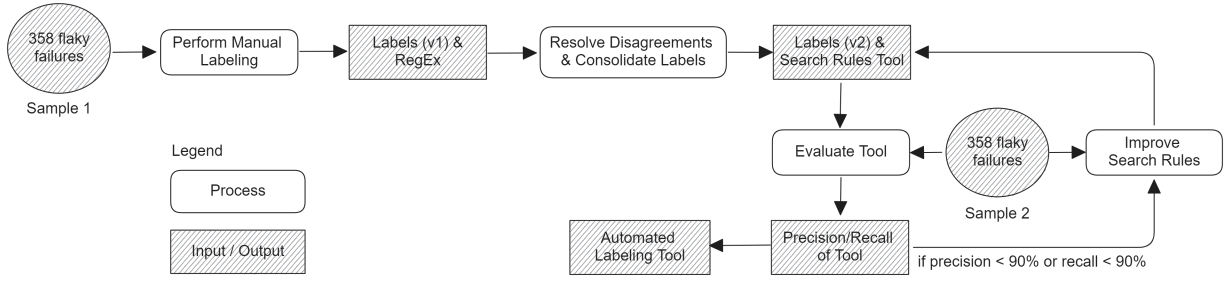 358 flaky
failures
Sample 1
Perform Manual
Labeling
Labels (v1) &
RegEx
Resolve Disagreements
& Consolidate Labels
Labels (v2) &
Search Rules Tool
Evaluate Tool
358 flaky
failures
Sample 2
Improve
Search Rules
Precision/Recall
of Tool
if precision < 90% or recall < 90%
Automated
Labeling Tool
Legend
Process
Input / Output